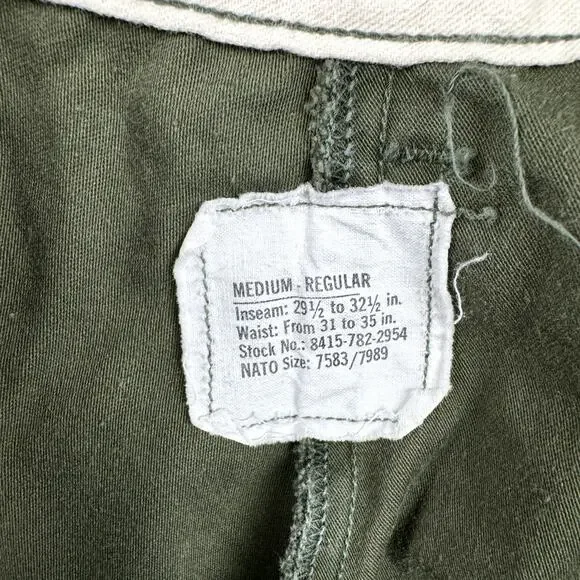 MEDIUM - REGULAR
Inseam: 29½ to 32½ in.
Waist: From 31 to 35 in.
Stock No.: 8415-782-2954
NATO Size: 7583/7989